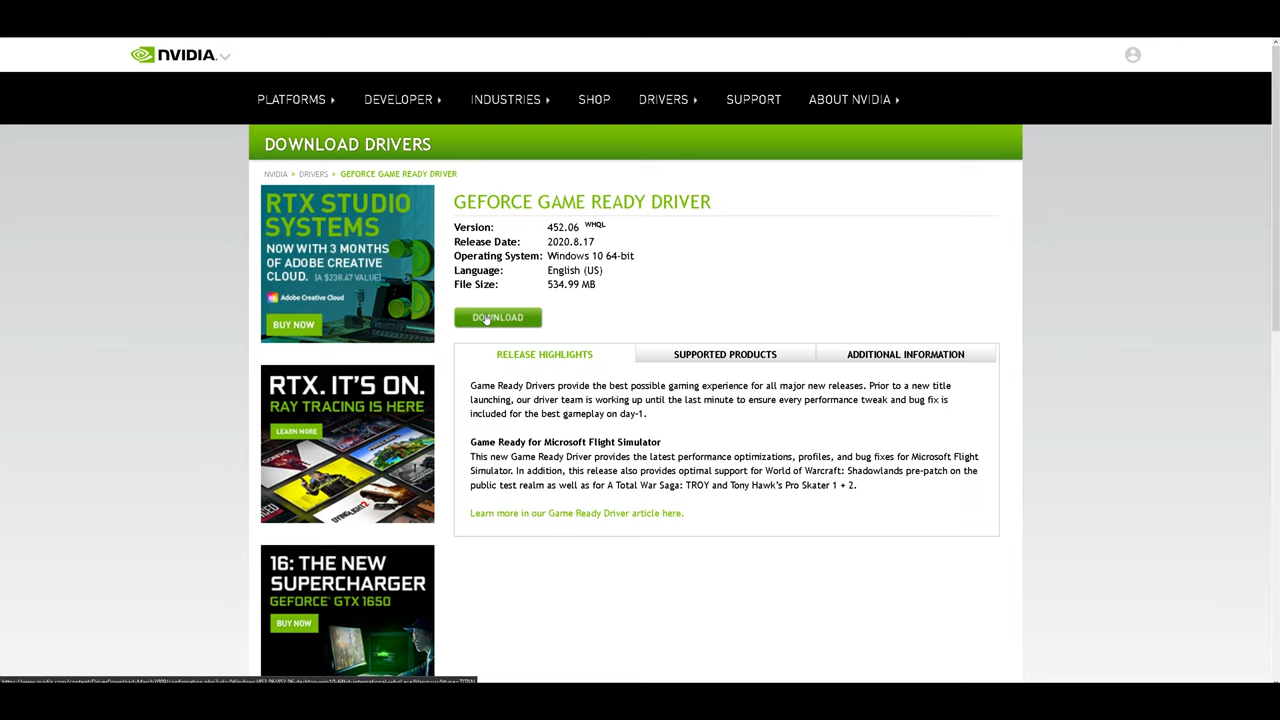 NVIDIA.
PLATFORMS
DEVELOPER
INDUSTRIES
SHOP
DRIVERS
SUPPORT
ABOUT NVIDIA
DOWNLOAD DRIVERS
NVIDIA > DRIVERS > GEFORCE GAME READY DRIVER
RTX STUDIO
SYSTEMS
NOW WITH 3 MONTHS
OF ADOBE CREATIVE
CLOUD. (A $238.47 VALUE)
Adobe Creative Cloud
BUY NOW
RTX. IT'S ON.
RAY TRACING IS HERE
LEARN MORE
CONTROL
DYING LIGHT 2
16: THE NEW
SUPERCHARGER
GEFORCE® GTX 1650
BUY NOW
GEFORCE GAME READY DRIVER
Version: 452.06 WHQL
Release Date: 2020.8.17
Operating System: Windows 10 64-bit
Language: English (US)
File Size: 534.99 MB
DOWNLOAD
RELEASE HIGHLIGHTS
SUPPORTED PRODUCTS
ADDITIONAL INFORMATION
Game Ready Drivers provide the best possible gaming experience for all major new releases. Prior to a new title
launching, our driver team is working up until the last minute to ensure every performance tweak and bug fix is
included for the best gameplay on day-1.
Game Ready for Microsoft Flight Simulator
This new Game Ready Driver provides the latest performance optimizations, profiles, and bug fixes for Microsoft Flight
Simulator. In addition, this release also provides optimal support for World of Warcraft: Shadowlands pre-patch on the
public test realm as well as for A Total War Saga: TROY and Tony Hawk's Pro Skater 1 + 2.
Learn more in our Game Ready Driver article here.